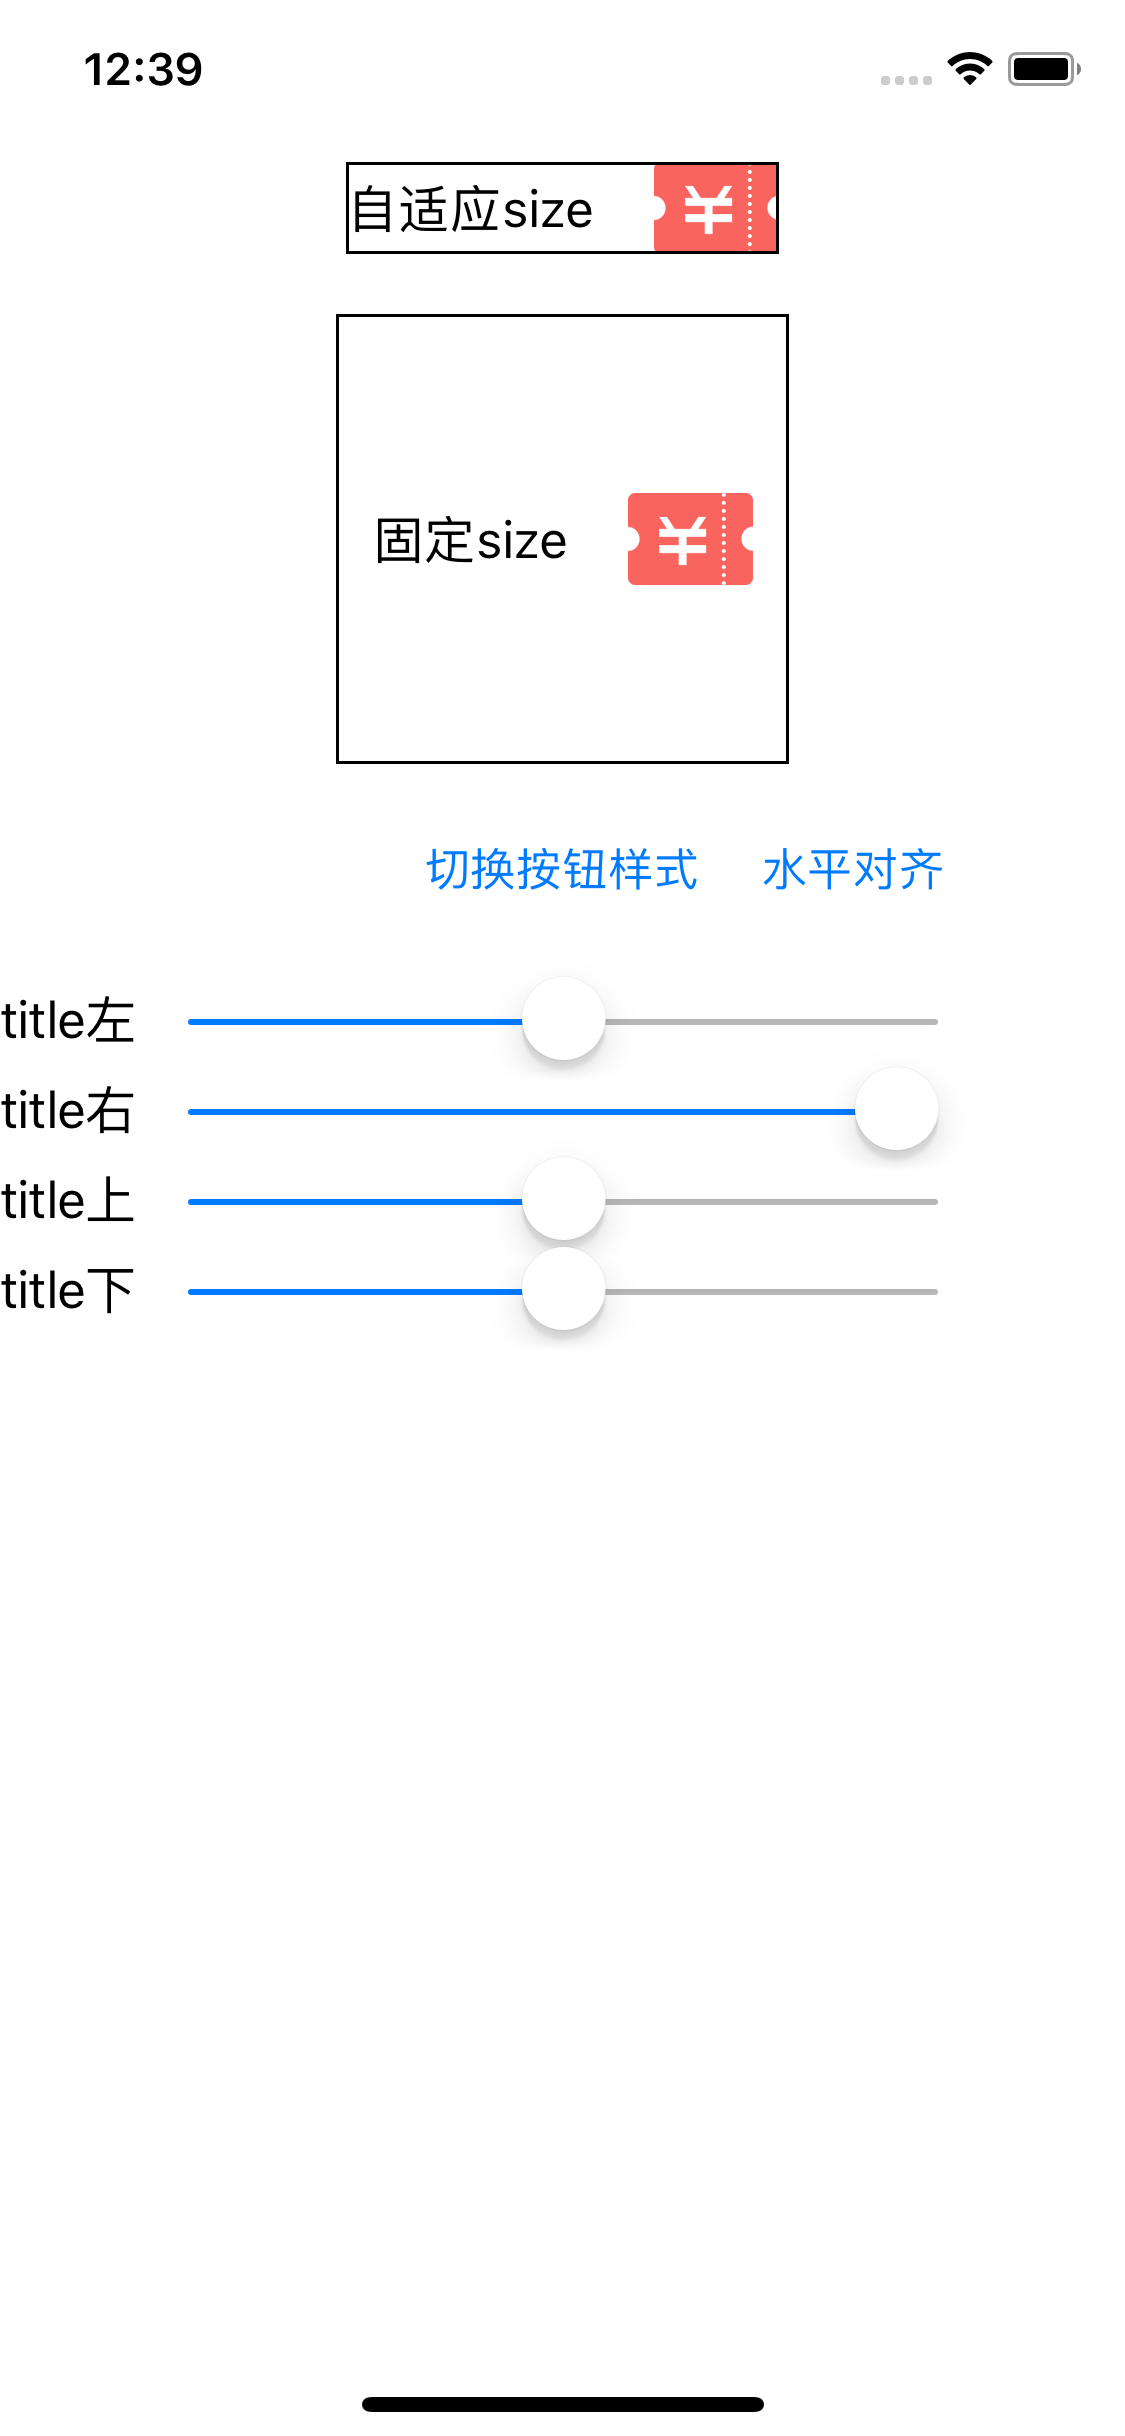 12:39
自适应size ¥
固定size ¥
切换按钮样式 水平对齐
title左
title右
title上
title下